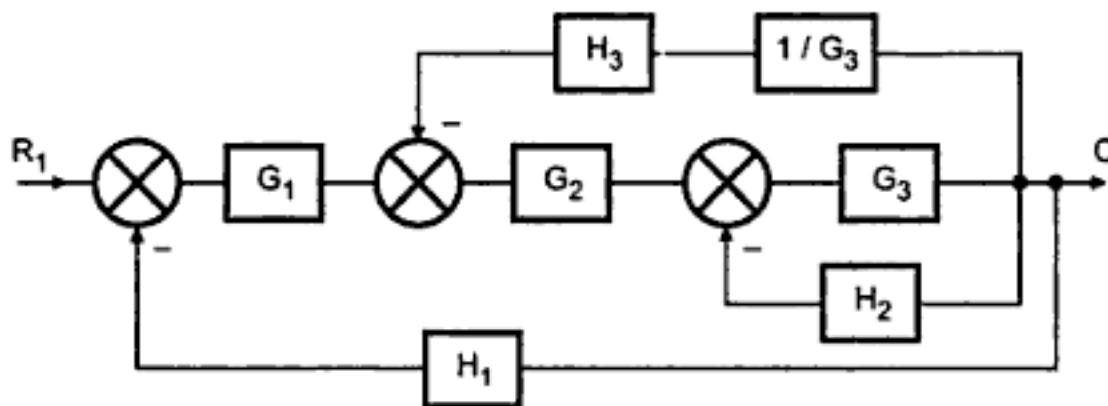 H₃
1 / G₃
R₁
G₁
–
G₂
G₃
C
–
–
H₂
H₁